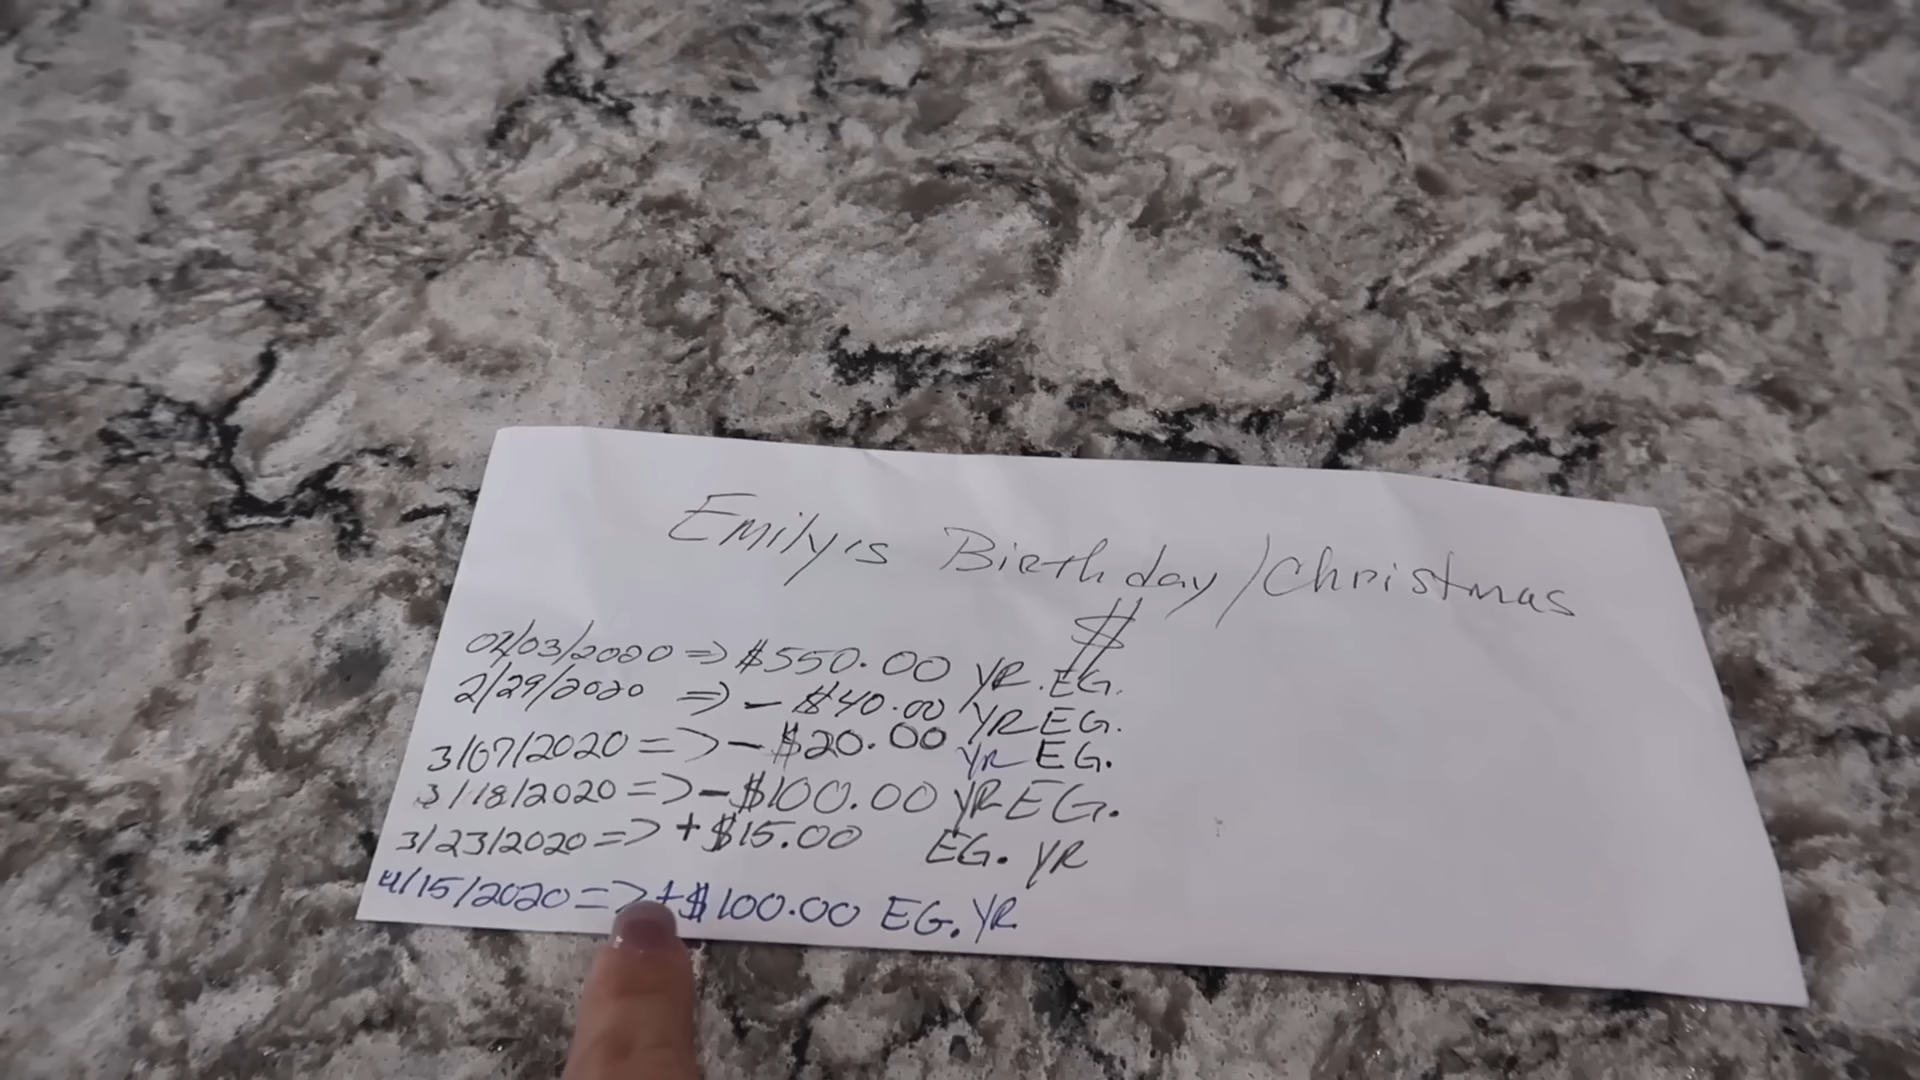 Emily's Birthday/Christmas
$
02/03/2020 => $550.00 YR. EG.
2/29/2020 => - $40.00 YR EG.
3/07/2020 => - $20.00 YR EG.
3/18/2020 => - $100.00 YR EG.
3/23/2020 => + $15.00 EG. YR
4/15/2020 => + $100.00 EG. YR